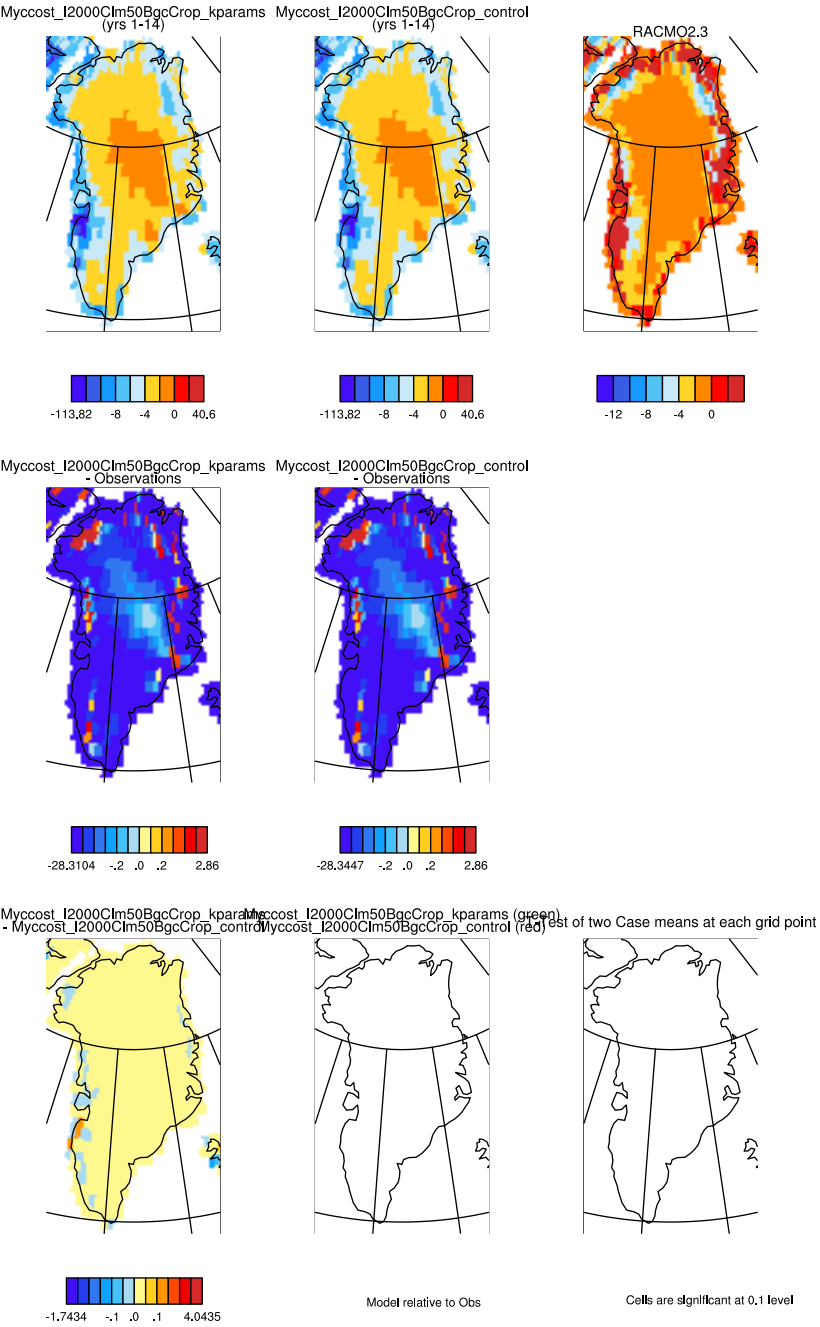 Myccost_I2000Clm50BgcCrop_kparams
(yrs 1-14)
Myccost_I2000Clm50BgcCrop_control
(yrs 1-14)
RACMO2.3
-113.82 -8 -4 0 40.6
-113.82 -8 -4 0 40.6
-12 -8 -4 0
Myccost_I2000Clm50BgcCrop_kparams
- Observations
Myccost_I2000Clm50BgcCrop_control
- Observations
-28.3104 -.2 .0 .2 2.86
-28.3447 -.2 .0 .2 2.86
Myccost_I2000Clm50BgcCrop_kparams
- Myccost_I2000Clm50BgcCrop_control
Myccost_I2000Clm50BgcCrop_kparams (green)
Myccost_I2000Clm50BgcCrop_control (red)
T-Test of two Case means at each grid point
-1.7434 -.1 .0 .1 4.0435
Model relative to Obs
Cells are significant at 0.1 level